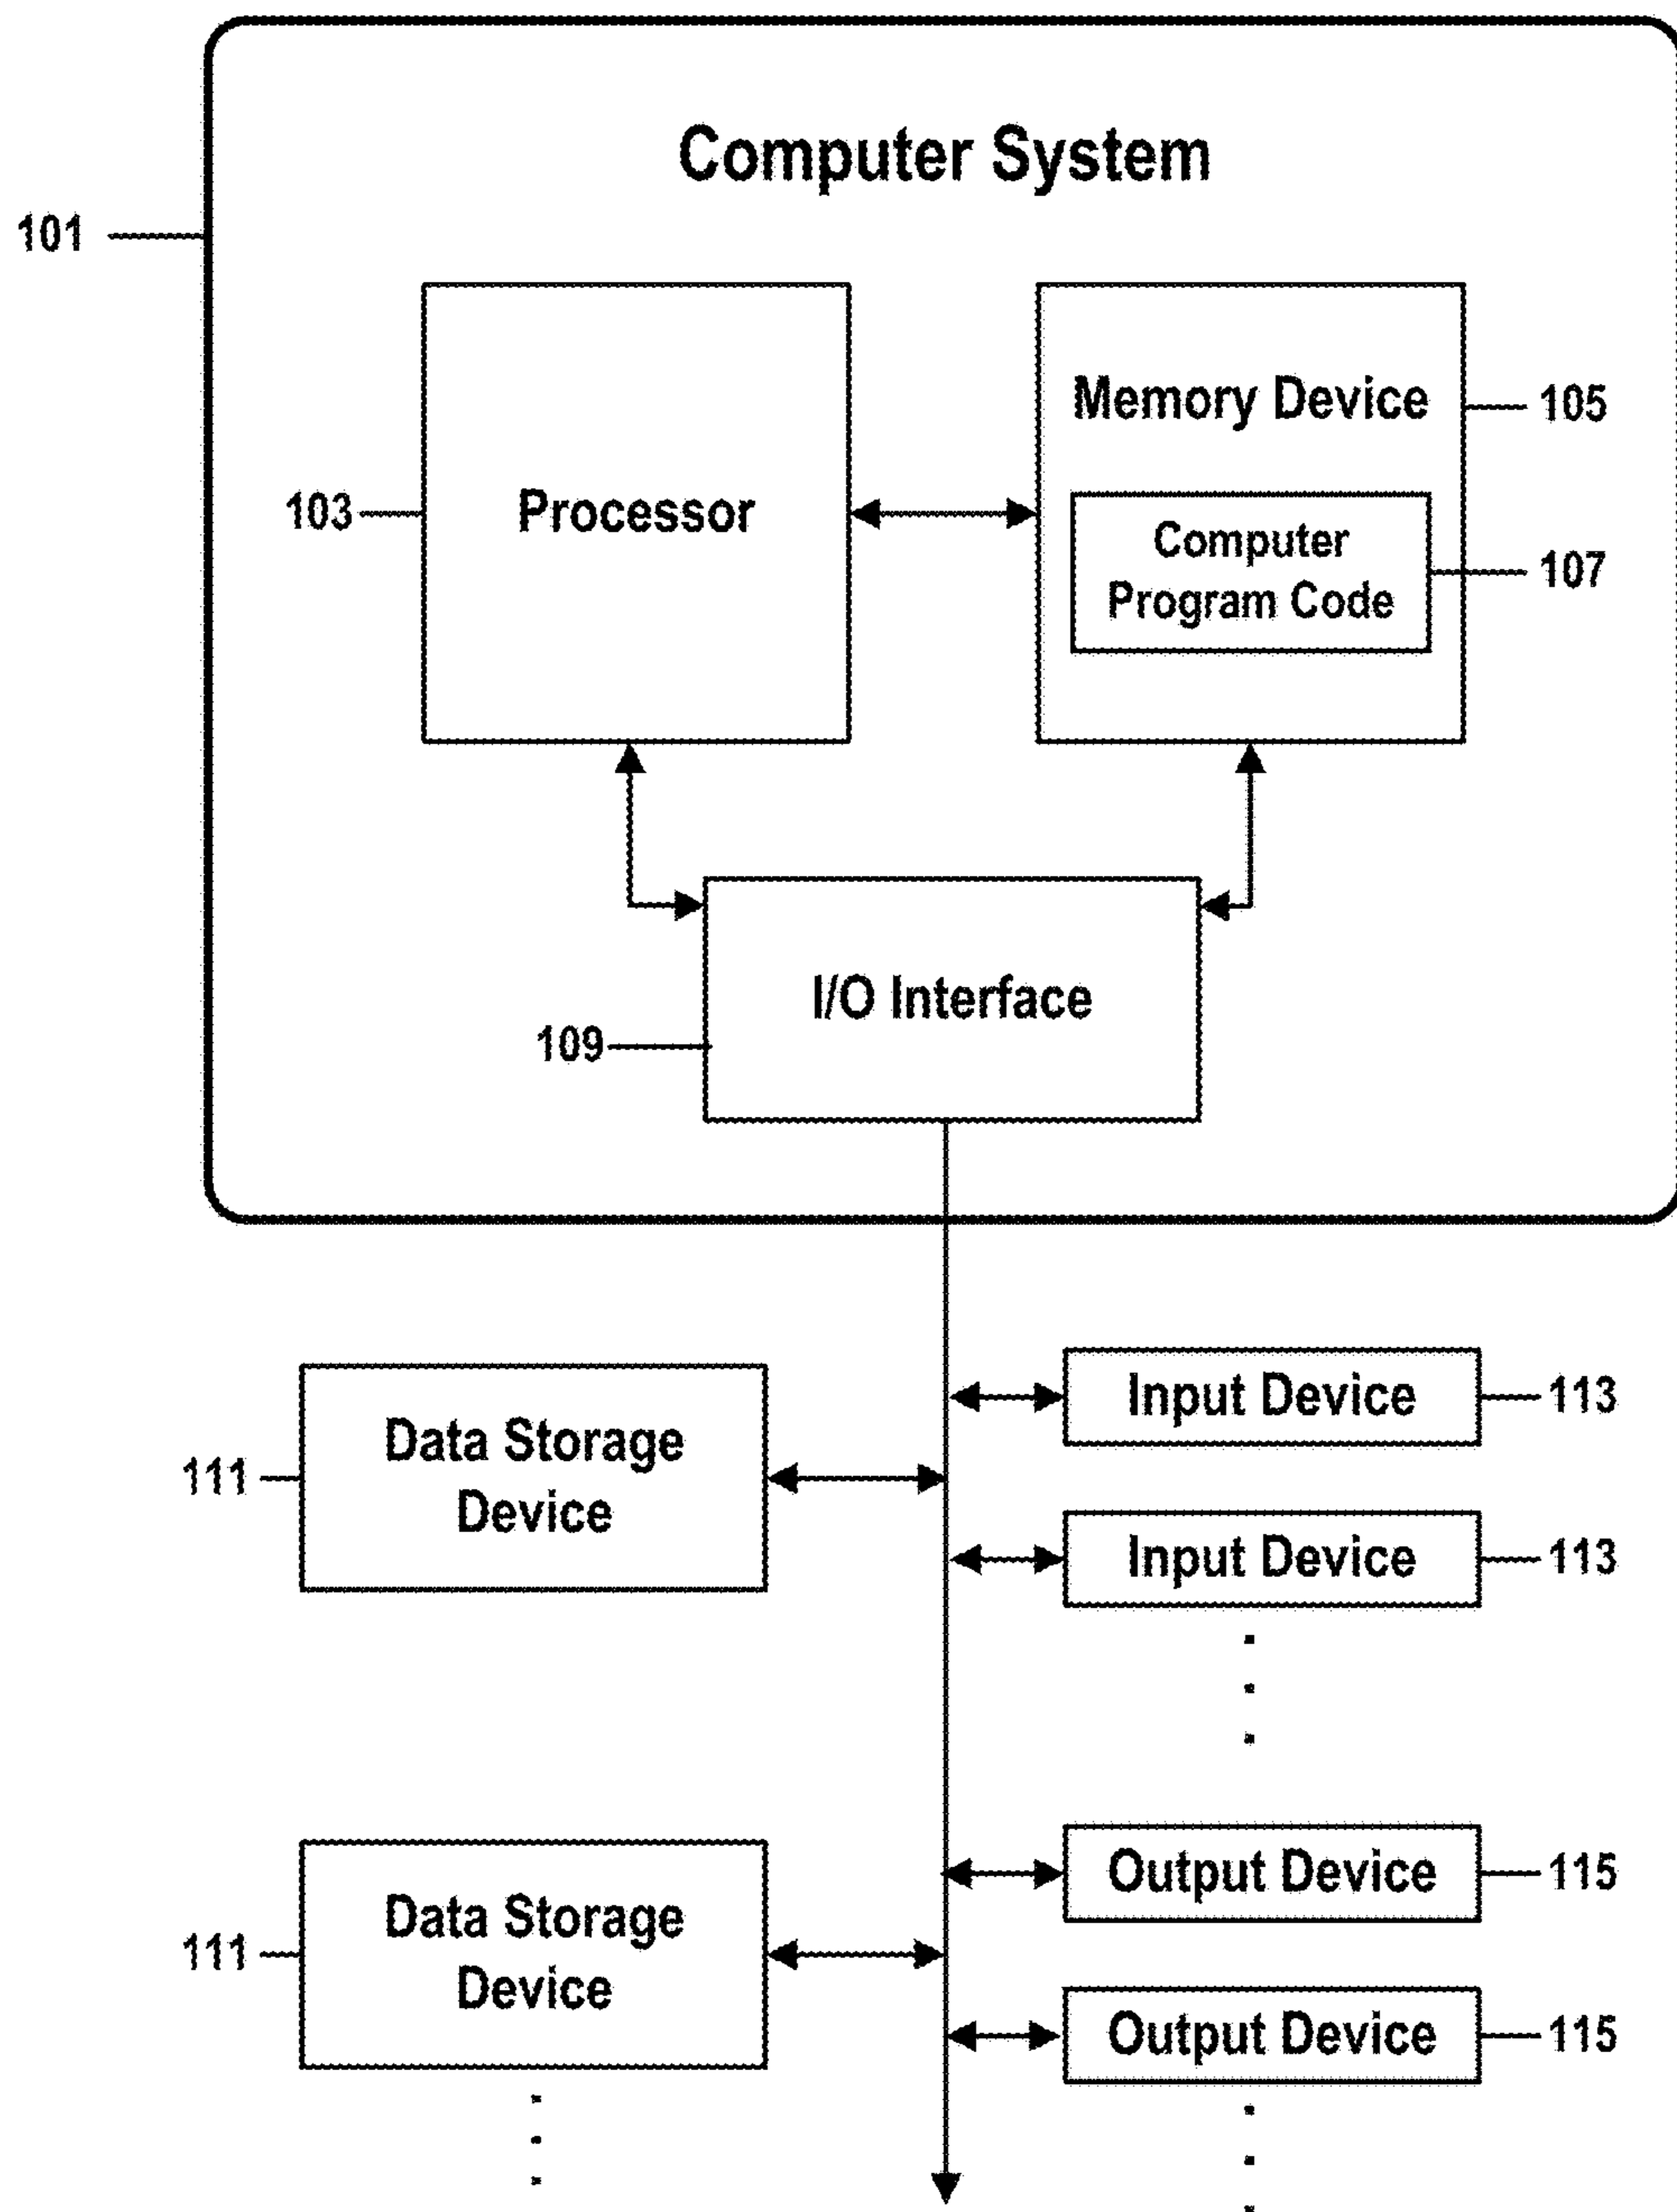 Computer System
101
Memory Device
105
103
Processor
Computer
Program Code
107
I/O Interface
109
Input Device
113
Data Storage
Device
111
Input Device
113
Output Device
115
Data Storage
Device
111
Output Device
115